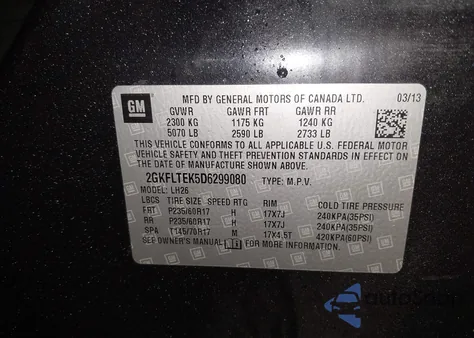 GM
MFD BY GENERAL MOTORS OF CANADA LTD. 03/13
GVWR GAWR FRT GAWR RR
2300 KG 1175 KG 1240 KG
5070 LB 2590 LB 2733 LB
THIS VEHICLE CONFORMS TO ALL APPLICABLE U.S. FEDERAL MOTOR
VEHICLE SAFETY, BUMPER, AND THEFT PREVENTION STANDARDS IN
EFFECT ON THE DATE OF MANUFACTURE SHOWN ABOVE.
2GKFLTEK5D6299080 TYPE: M.P.V.
MODEL: LH26
LBCS TIRE SIZE SPEED RTG RIM COLD TIRE PRESSURE
FRT P235/60R17 H 17X7J 240KPA(35PSI)
RR P235/60R17 H 17X7J 240KPA(35PSI)
SPA T145/70R17 M 17X4.5T 420KPA(60PSI)
SEE OWNER'S MANUAL FOR MORE INFORMATION.